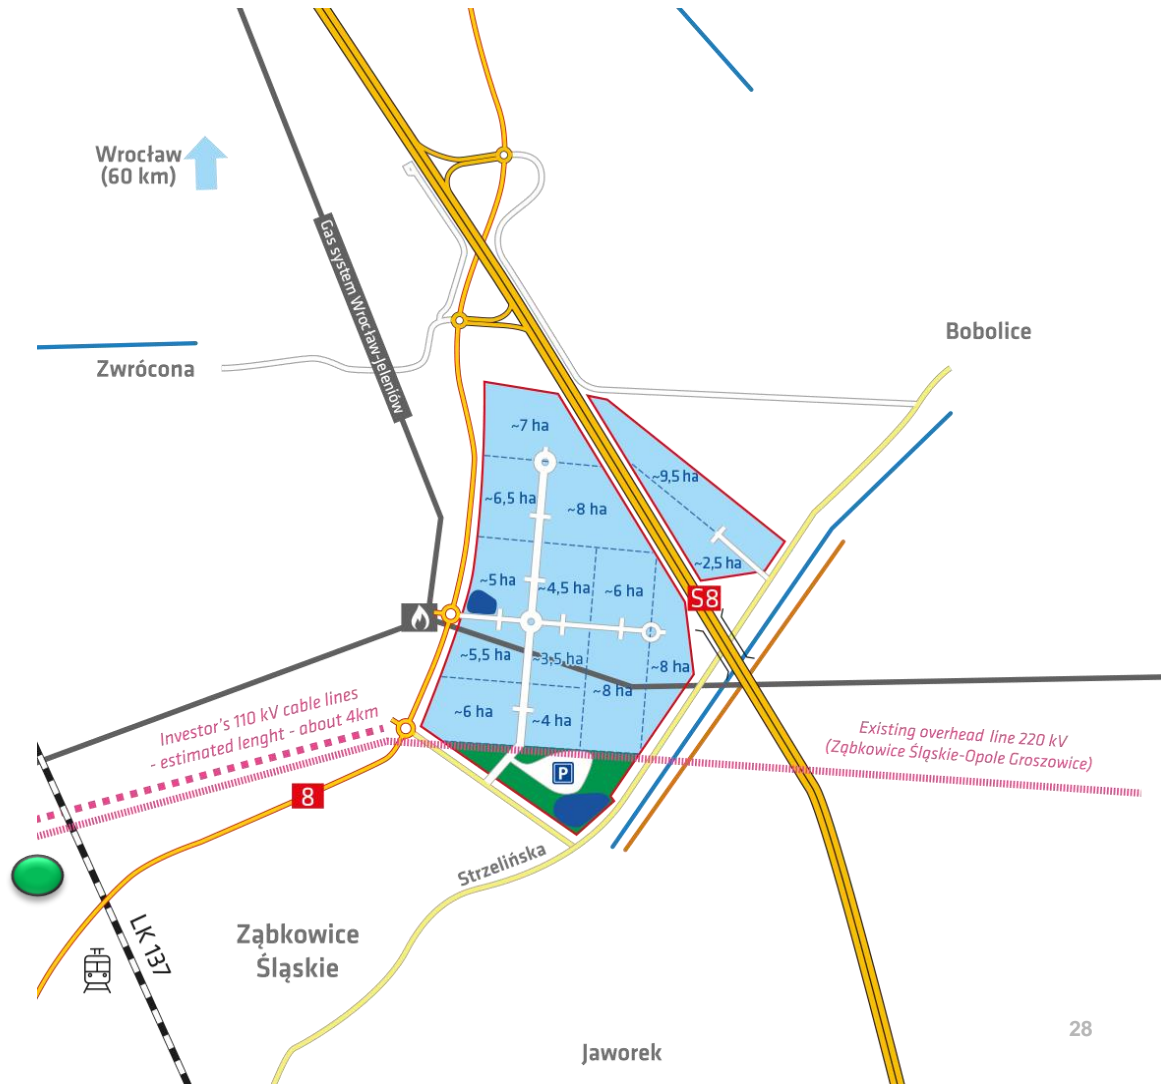 Wrocław
(60 km)
Gas system Wrocław-Jeleniów
Bobolice
Zwrócona
~7 ha
~9,5 ha
~6,5 ha
~8 ha
~2,5 ha
~5 ha
~4,5 ha
~6 ha
S8
~5,5 ha
~3,5 ha
~8 ha
~8 ha
~6 ha
~4 ha
Investor's 110 kV cable lines
- estimated lenght - about 4km
Existing overhead line 220 kV
(Ząbkowice Śląskie-Opole Groszowice)
P
8
Strzelińska
LK 137
Ząbkowice
Śląskie
Jaworek
28